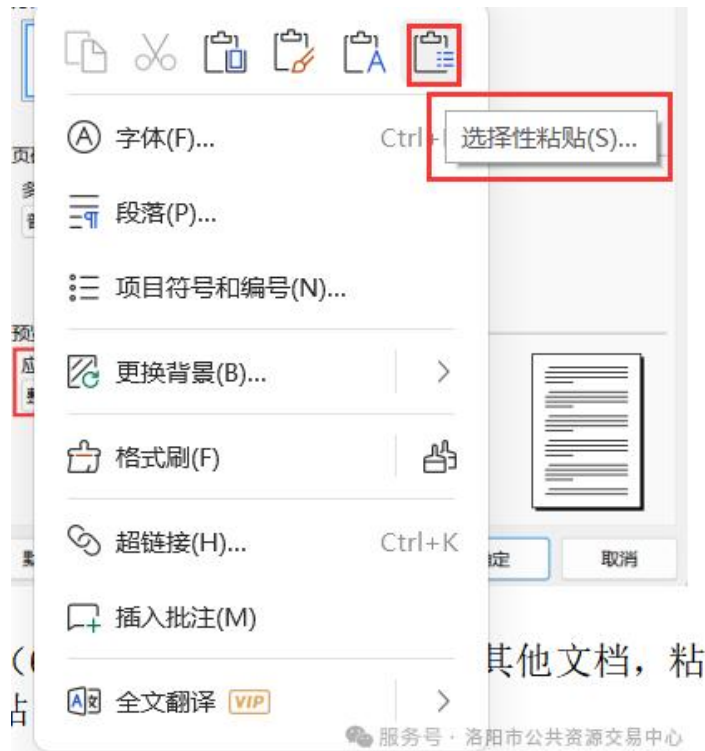 字体(F)...
Ctrl+
选择性粘贴(S)...
段落(P)...
项目符号和编号(N)...
更换背景(B)...
格式刷(F)
超链接(H)...
Ctrl+K
定
取消
插入批注(M)
其他文档，粘
全文翻译
VIP
服务号 · 洛阳市公共资源交易中心